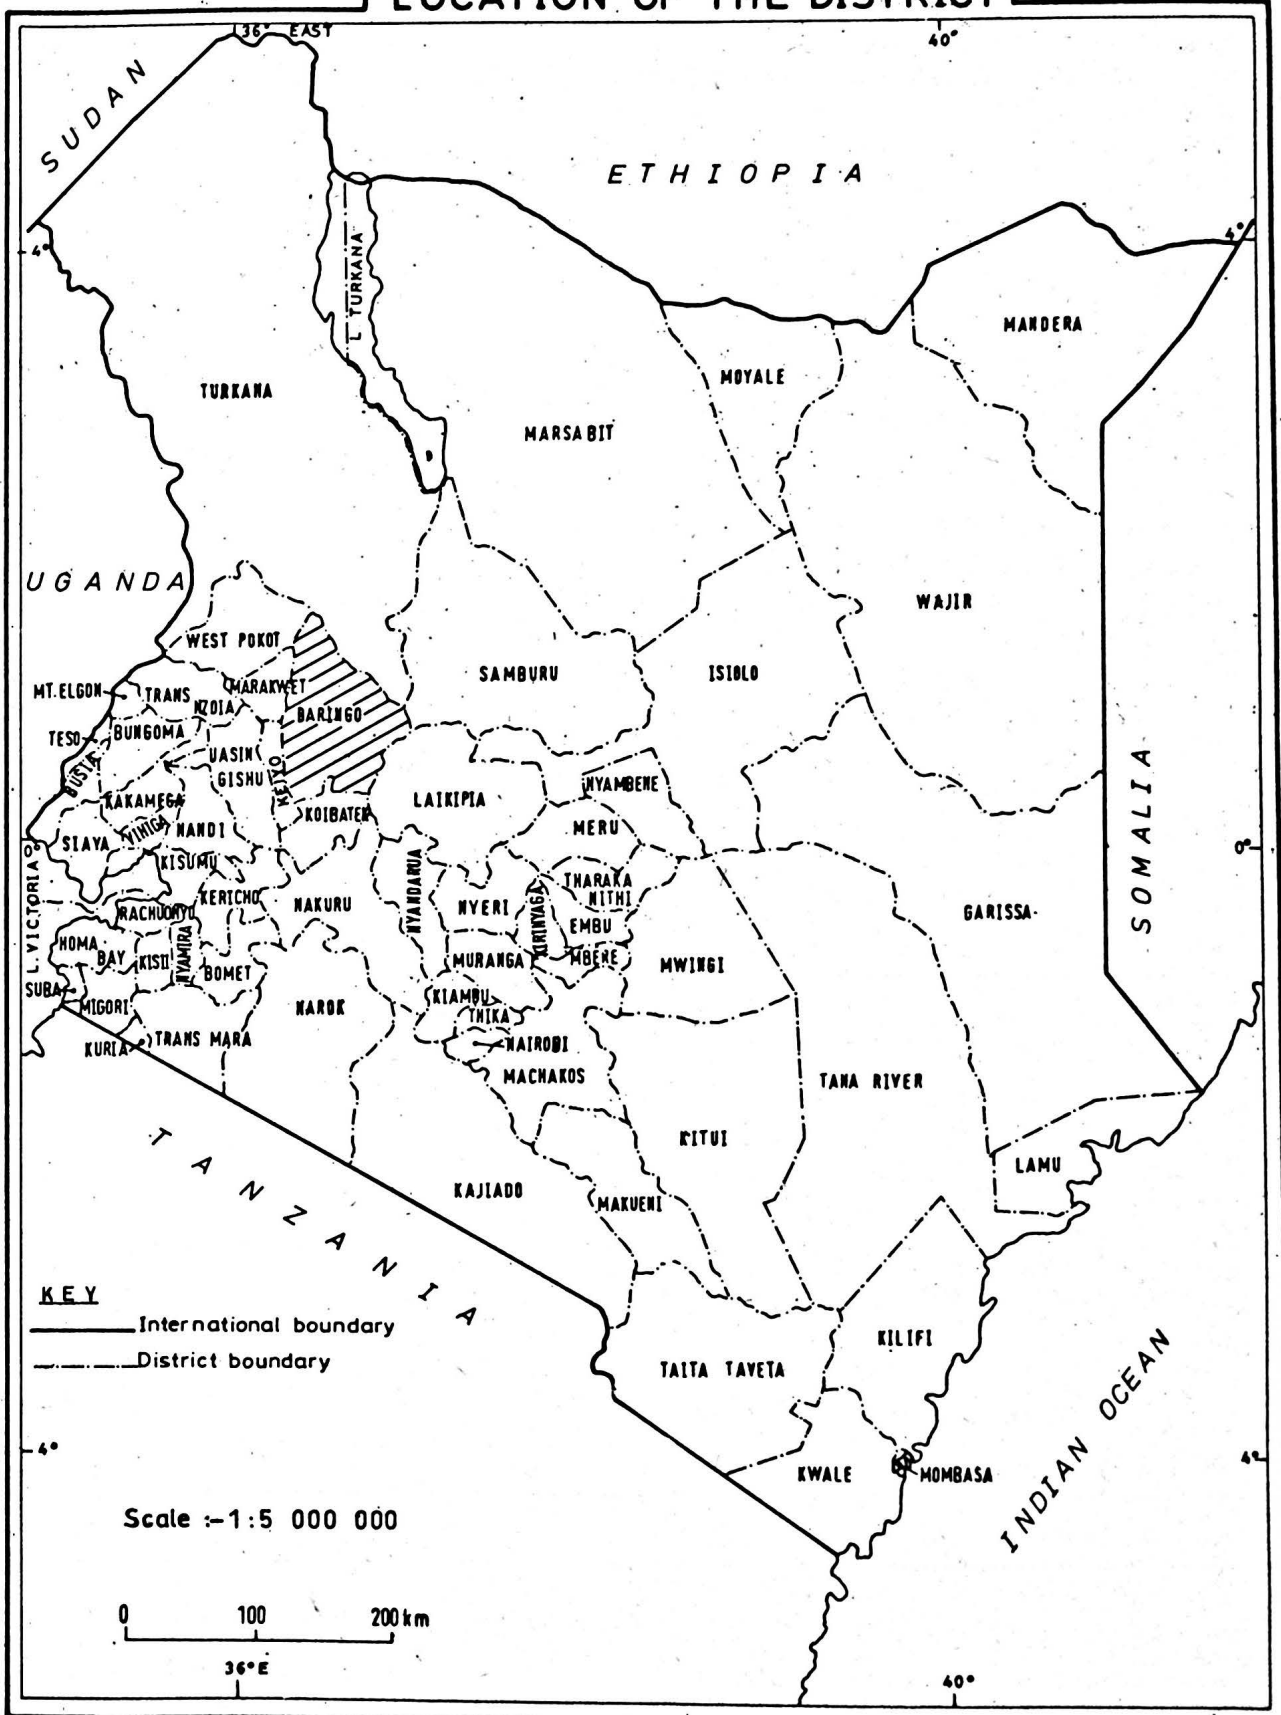 LOCATION OF THE DISTRICT
36° EAST
40°
SUDAN
ETHIOPIA
4°
4°
L. TURKANA
MANDERA
TURKANA
MOYALE
MARSABIT
UGANDA
WAJIR
WEST POKOT
SAMBURU
ISIOLO
MT. ELGON
TRANS
NZOIA
MARAKWET
BARINGO
TESO
BUNGOMA
BUSIA
UASIN
GISHU
KEIYO
NYAMBENE
KAKAMEGA
KOIBATEK
LAIKIPIA
SIAYA
VIHIGA
NANDI
MERU
SOMALIA
0°
0°
L. VICTORIA
KISUMU
THARAKA
NITHI
RACHUONYO
KERICHO
NAKURU
NYANDARUA
NYERI
KIRINYAGA
EMBU
GARISSA
HOMA
BAY
KISII
NYAMIRA
BOMET
MURANGA
MBENE
MWINGI
SUBA
MIGORI
NAROK
KIAMBU
THIKA
KURIA
TRANS MARA
NAIROBI
MACHAKOS
TANA RIVER
KITUI
TANZANIA
LAMU
KAJIADO
MAKUENI
KEY
International boundary
District boundary
KILIFI
TAITA TAVETA
INDIAN OCEAN
4°
4°
KWALE
MOMBASA
Scale :-1:5 000 000
0 100 200 km
36°E
40°